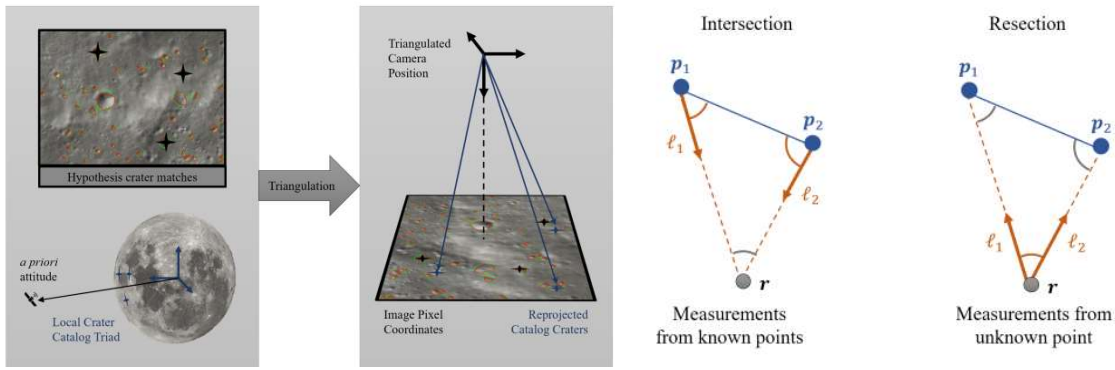 Hypothesis crater matches
a priori
attitude
Local Crater
Catalog Triad
Triangulation
Triangulated
Camera
Position
Image Pixel
Coordinates
Reprojected
Catalog Craters
Intersection
p₁
p₂
ℓ₁
ℓ₂
r
Measurements
from known points
Resection
p₁
p₂
ℓ₁
ℓ₂
r
Measurements from
unknown point